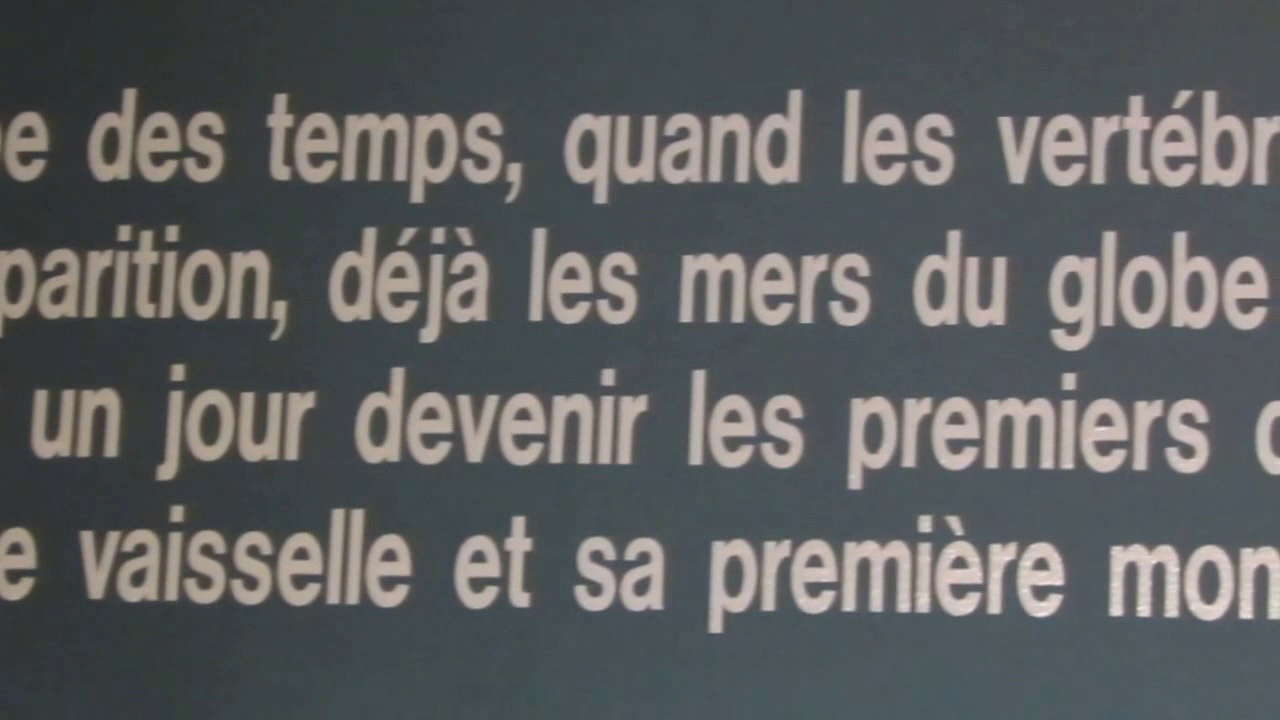 e des temps, quand les vertébr
parition, déjà les mers du globe
un jour devenir les premiers
e vaisselle et sa première mon